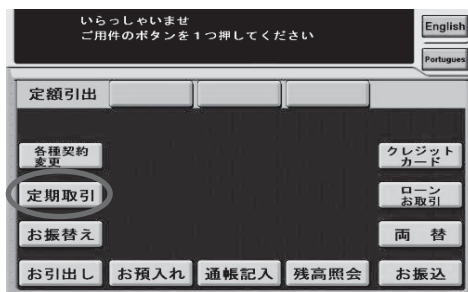 いらっしゃいませ
ご用件のボタンを1つ押してください
English
Portugues
定額引出
各種契約
変更
クレジット
カード
定期取引
ローン
お取引
お振替え
両 替
お引出し
お預入れ
通帳記入
残高照会
お振込